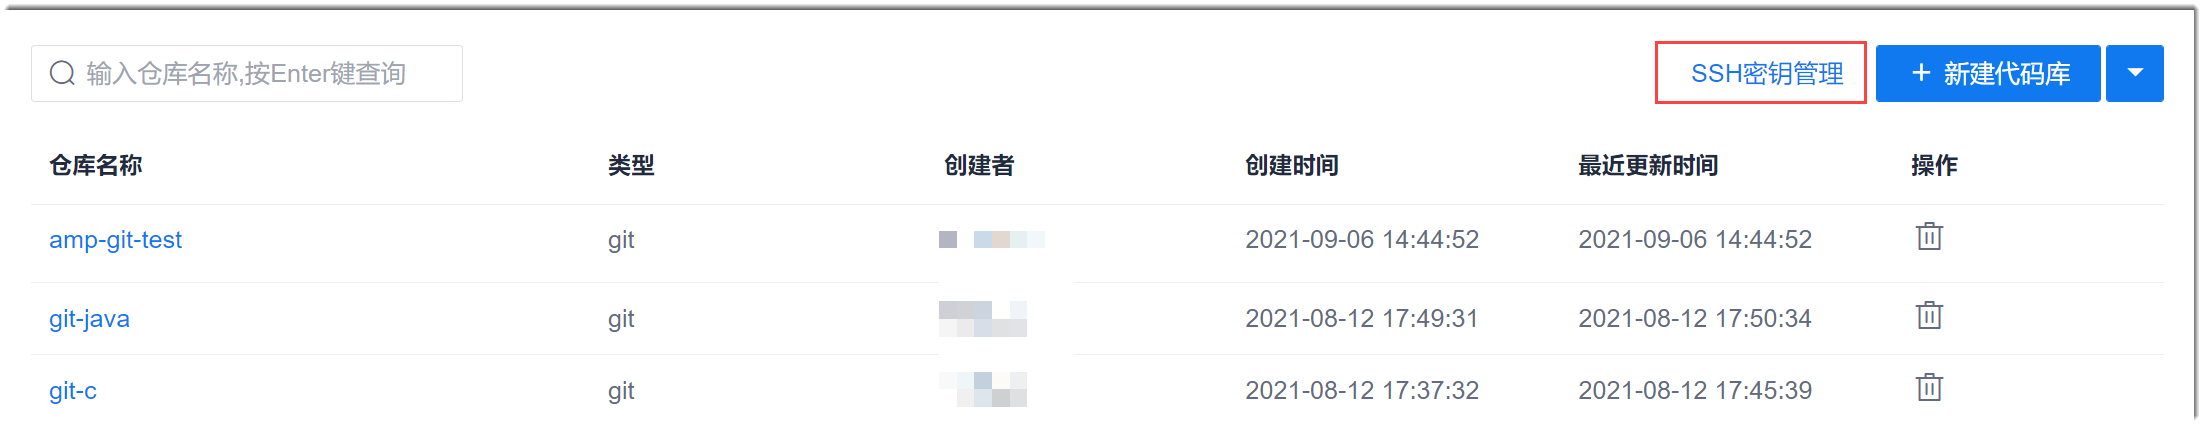 输入仓库名称,按Enter键查询 SSH密钥管理 + 新建代码库
仓库名称 类型 创建者 创建时间 最近更新时间 操作
amp-git-test git 2021-09-06 14:44:52 2021-09-06 14:44:52
git-java git 2021-08-12 17:49:31 2021-08-12 17:50:34
git-c git 2021-08-12 17:37:32 2021-08-12 17:45:39